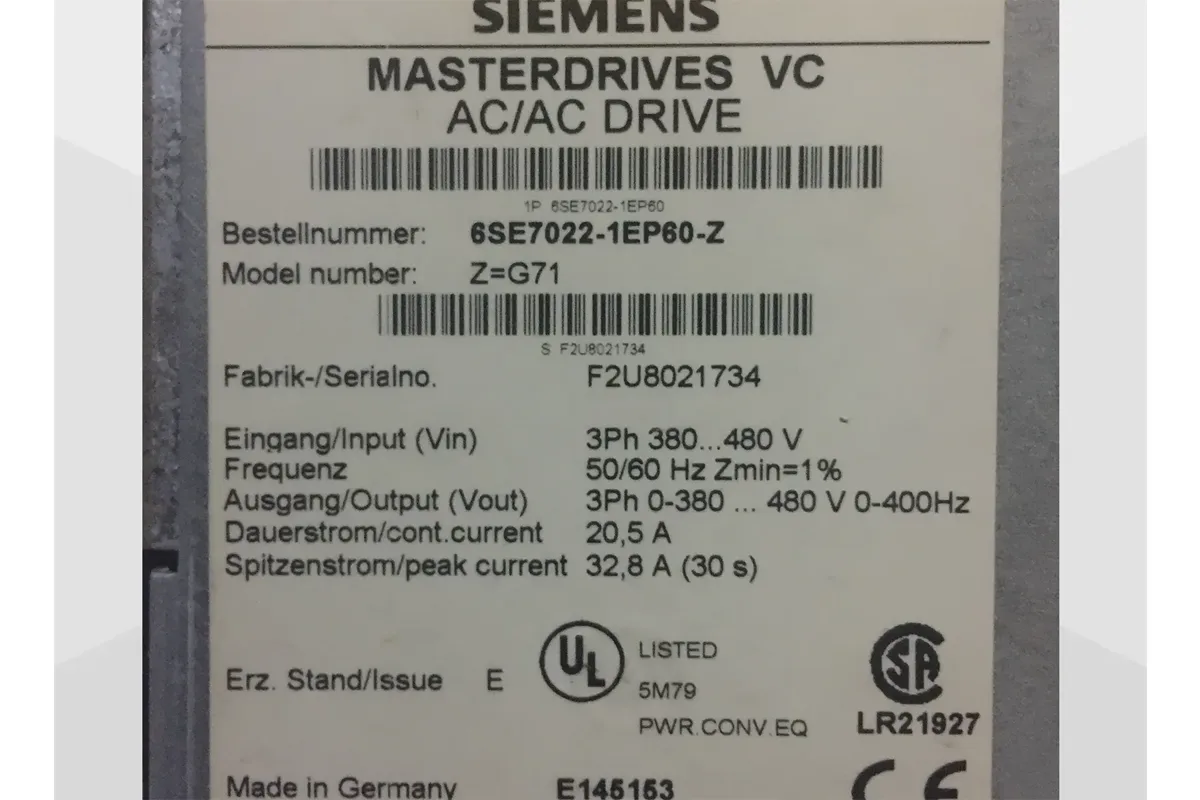 SIEMENS
MASTERDRIVES VC
AC/AC DRIVE
1P 6SE7022-1EP60
Bestellnummer: 6SE7022-1EP60-Z
Model number: Z=G71
S F2U8021734
Fabrik-/Serialno. F2U8021734
Eingang/Input (Vin) 3Ph 380...480 V
Frequenz 50/60 Hz Zmin=1%
Ausgang/Output (Vout) 3Ph 0-380 ... 480 V 0-400Hz
Dauerstrom/cont.current 20,5 A
Spitzenstrom/peak current 32,8 A (30 s)
Erz. Stand/Issue E
UL LISTED
5M79
PWR.CONV.EQ
SA
LR21927
Made in Germany E145153
CE